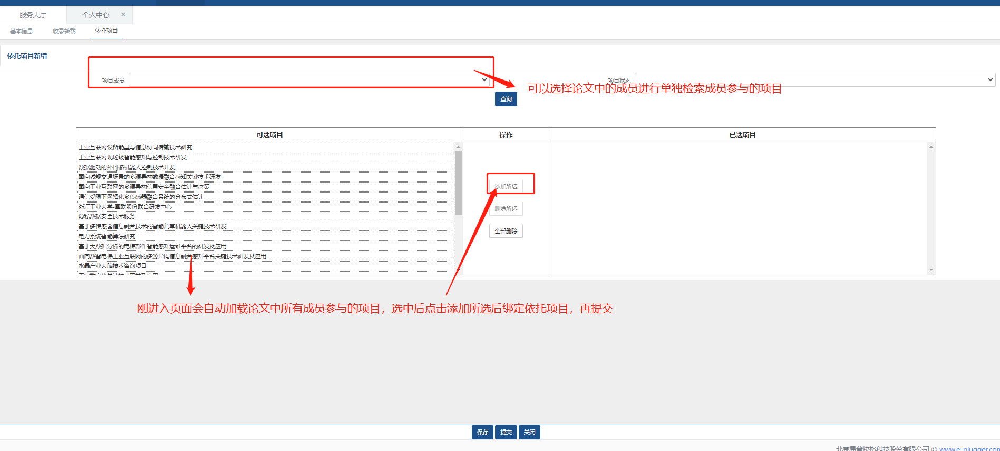 服务大厅 个人中心 ×
基本信息 收录转载 依托项目
依托项目新增
项目成员 项目状态
可以选择论文中的成员进行单独检索成员参与的项目
查询
可选项目 操作 已选项目
工业互联网设备能量与信息协同传输技术研究
工业互联网现场级智能感知与控制技术研发
数据驱动的外骨骼机器人控制技术开发
面向城规交通场景的多源异构数据融合感知关键技术研发
面向工业互联网的多源异构信息安全融合估计与决策
通信受限下网络化多传感器融合系统的分布式估计
浙江工业大学-国联股份联合研发中心
隐私数据安全技术服务
基于多传感器信息融合技术的智能割草机器人关键技术研发
电力系统智能算法研究
基于大数据分析的电梯部件智能感知运维平台的研发及应用
面向数智电梯工业互联网的多源异构信息融合感知平台关键技术研发及应用
水晶产业大脑技术咨询项目
工业数字化关键技术研发及应用
添加所选
删除所选
全部删除
刚进入页面会自动加载论文中所有成员参与的项目，选中后点击添加所选后绑定依托项目，再提交
保存 提交 关闭
北京易普拉格科技股份有限公司 © www.e-plugger.com